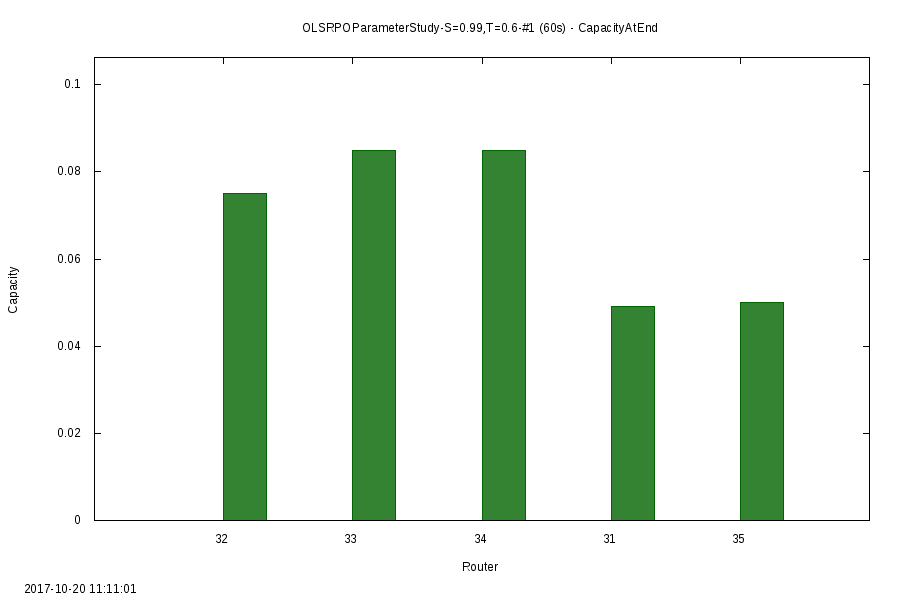 OLSRPOParameterStudy-S=0.99,T=0.6-#1 (60s) - CapacityAtEnd
0.1
0.08
0.06
0.04
0.02
0
Capacity
32 33 34 31 35
Router
2017-10-20 11:11:01